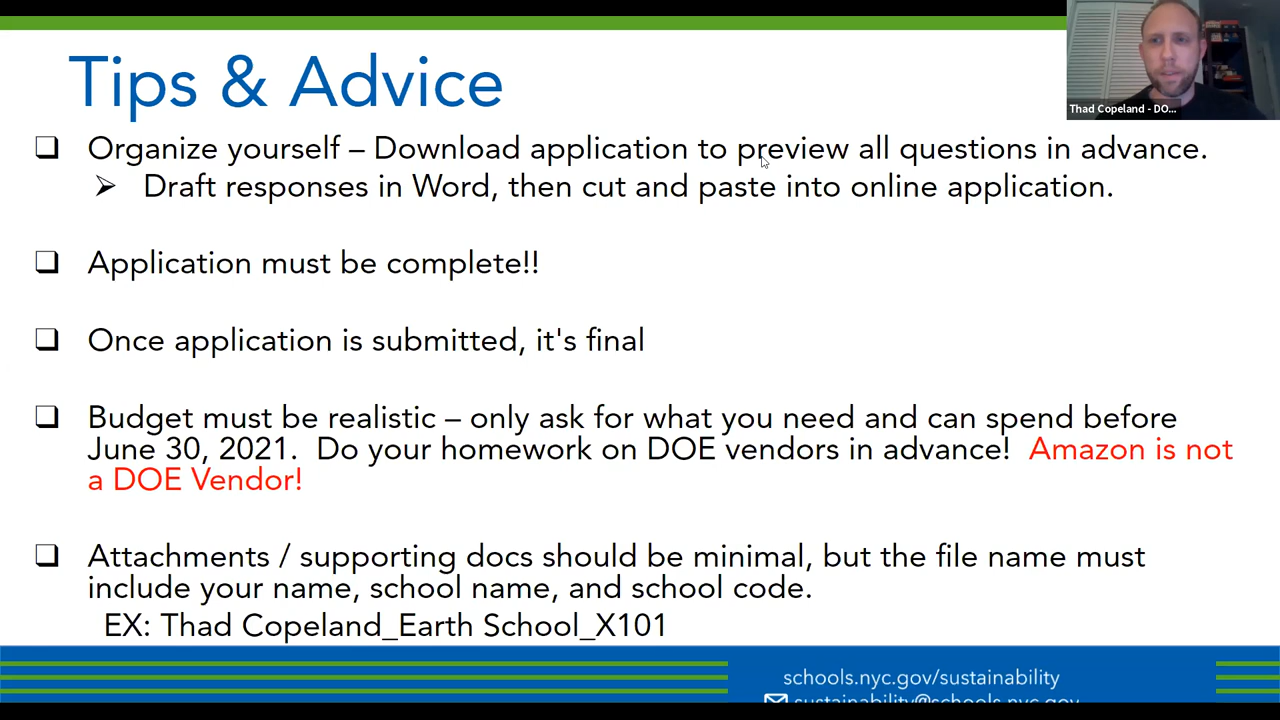 Tips & Advice
Thad Copeland - DO...
❑ Organize yourself – Download application to preview all questions in advance.
➢ Draft responses in Word, then cut and paste into online application.
❑ Application must be complete!!
❑ Once application is submitted, it's final
❑ Budget must be realistic – only ask for what you need and can spend before
June 30, 2021.  Do your homework on DOE vendors in advance!  Amazon is not
a DOE Vendor!
❑ Attachments / supporting docs should be minimal, but the file name must
include your name, school name, and school code.
EX: Thad Copeland_Earth School_X101
schools.nyc.gov/sustainability
sustainability@schools.nyc.gov